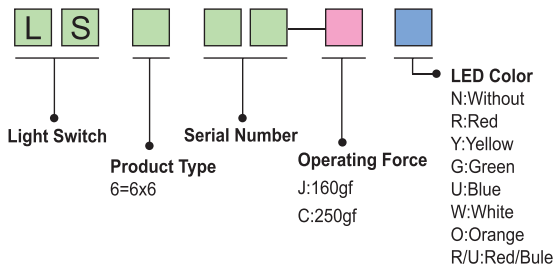 L S
Light Switch
Product Type
6=6x6
Serial Number
Operating Force
J:160gf
C:250gf
LED Color
N:Without
R:Red
Y:Yellow
G:Green
U:Blue
W:White
O:Orange
R/U:Red/Bule